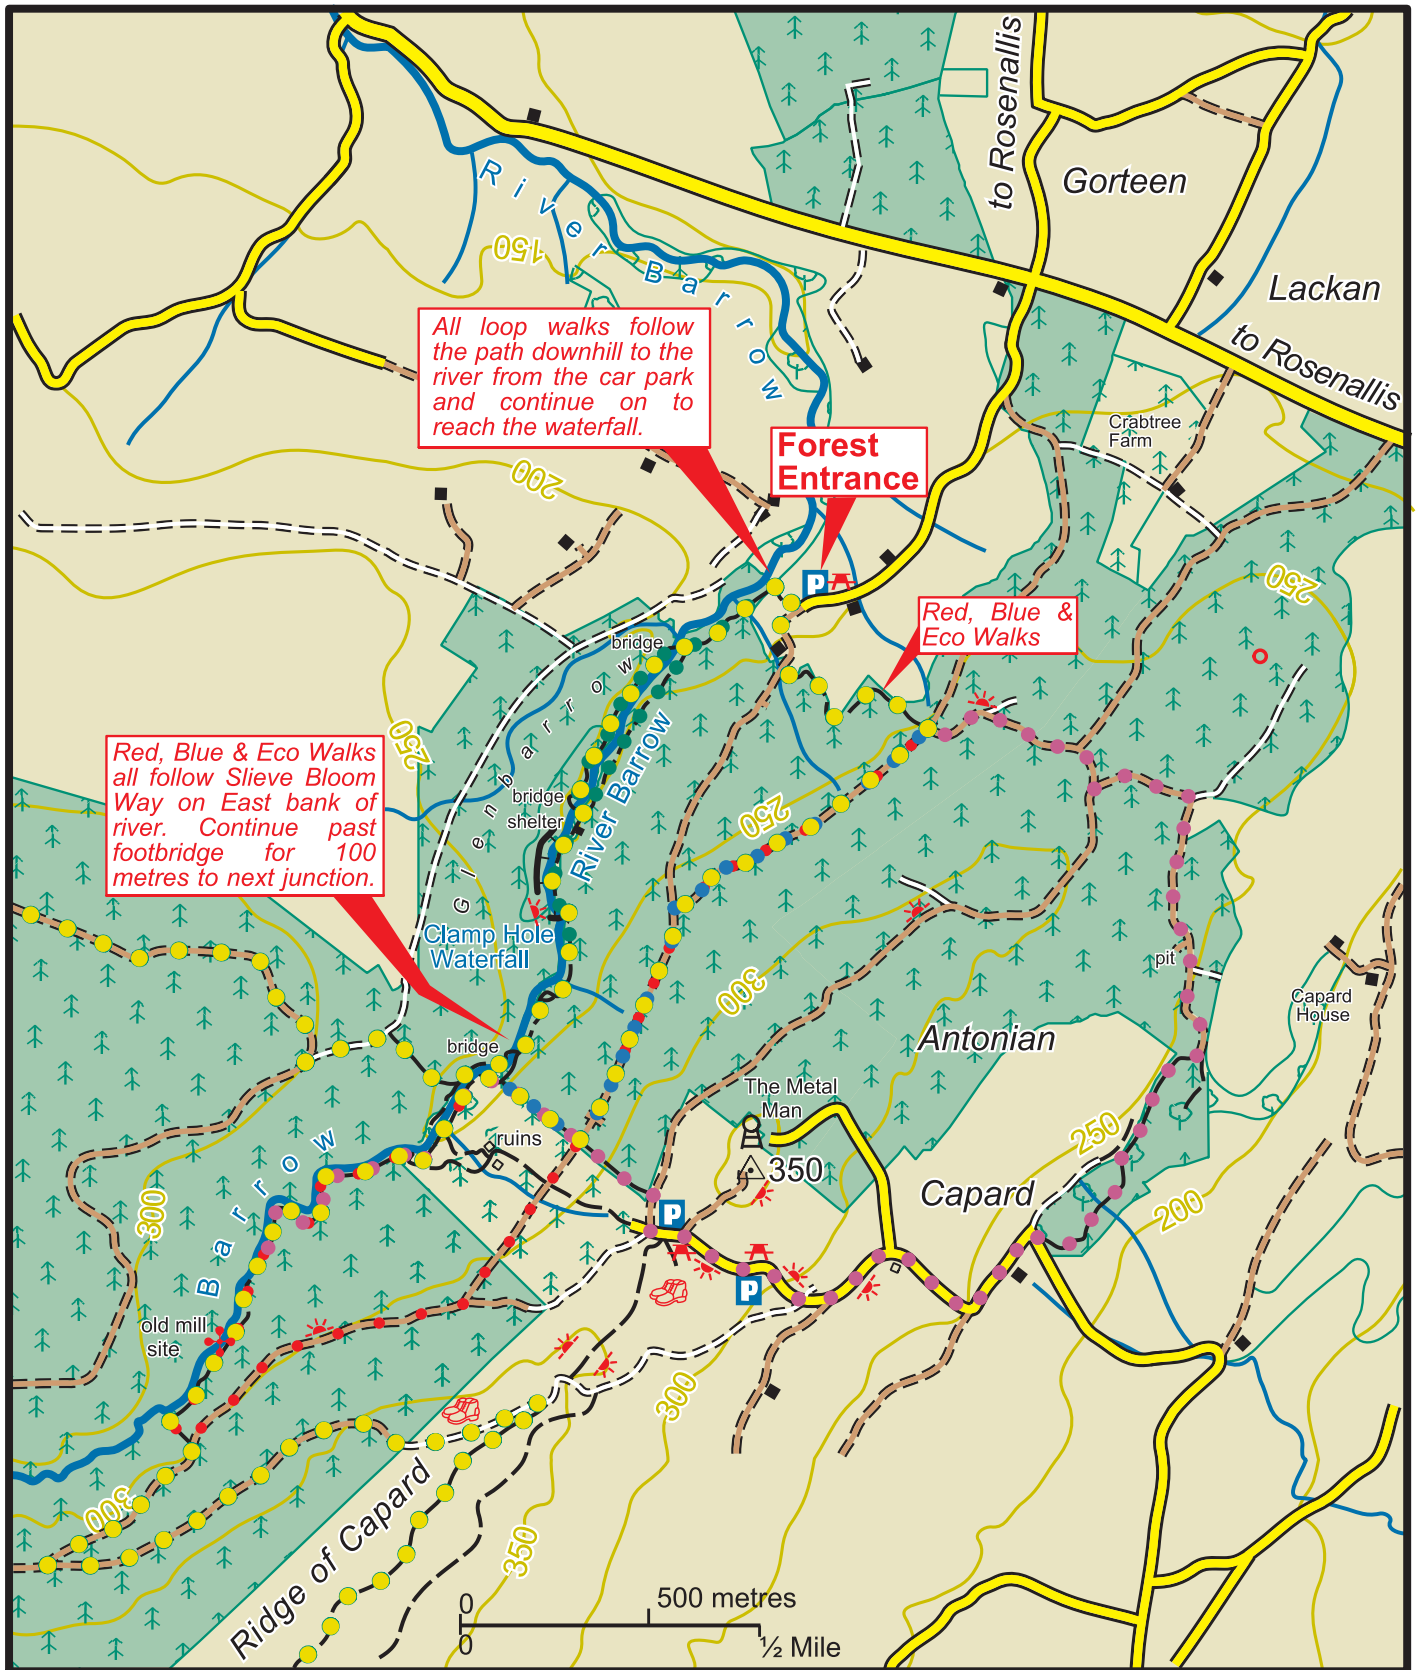 to Rosenallis
Gorteen
River Barrow
150
Lackan
to Rosenallis
All loop walks follow
the path downhill to the
river from the car park
and continue on to
reach the waterfall.
Crabtree
Farm
Forest
Entrance
200
P
250
Red, Blue &
Eco Walks
bridge
Glenbarrow
250
Red, Blue & Eco Walks
all follow Slieve Bloom
Way on East bank of
river. Continue past
footbridge for 100
metres to next junction.
bridge
shelter
River Barrow
250
Clamp Hole
Waterfall
pit
300
Capard
House
Antonian
bridge
The Metal
Man
ruins
350
250
Barrow
300
Capard
200
P
P
old mill
site
300
300
Ridge of Capard
350
0
500 metres
0
½ Mile